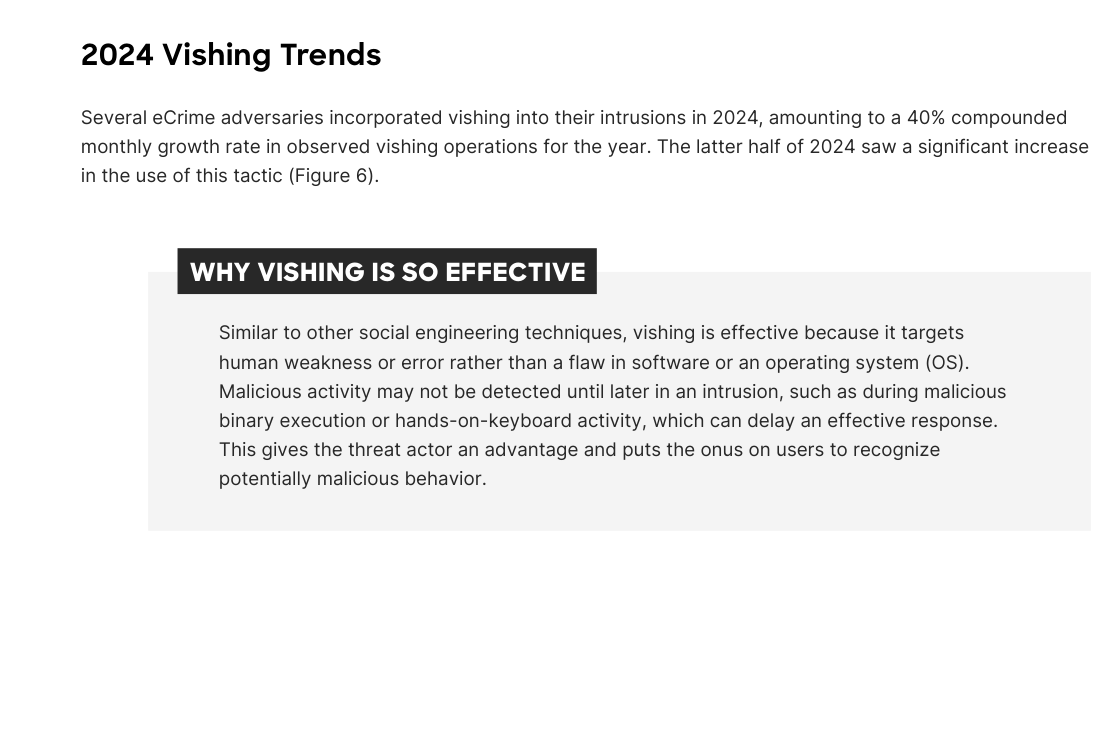 2024 Vishing Trends
Several eCrime adversaries incorporated vishing into their intrusions in 2024, amounting to a 40% compounded
monthly growth rate in observed vishing operations for the year. The latter half of 2024 saw a significant increase
in the use of this tactic (Figure 6).
WHY VISHING IS SO EFFECTIVE
Similar to other social engineering techniques, vishing is effective because it targets
human weakness or error rather than a flaw in software or an operating system (OS).
Malicious activity may not be detected until later in an intrusion, such as during malicious
binary execution or hands-on-keyboard activity, which can delay an effective response.
This gives the threat actor an advantage and puts the onus on users to recognize
potentially malicious behavior.